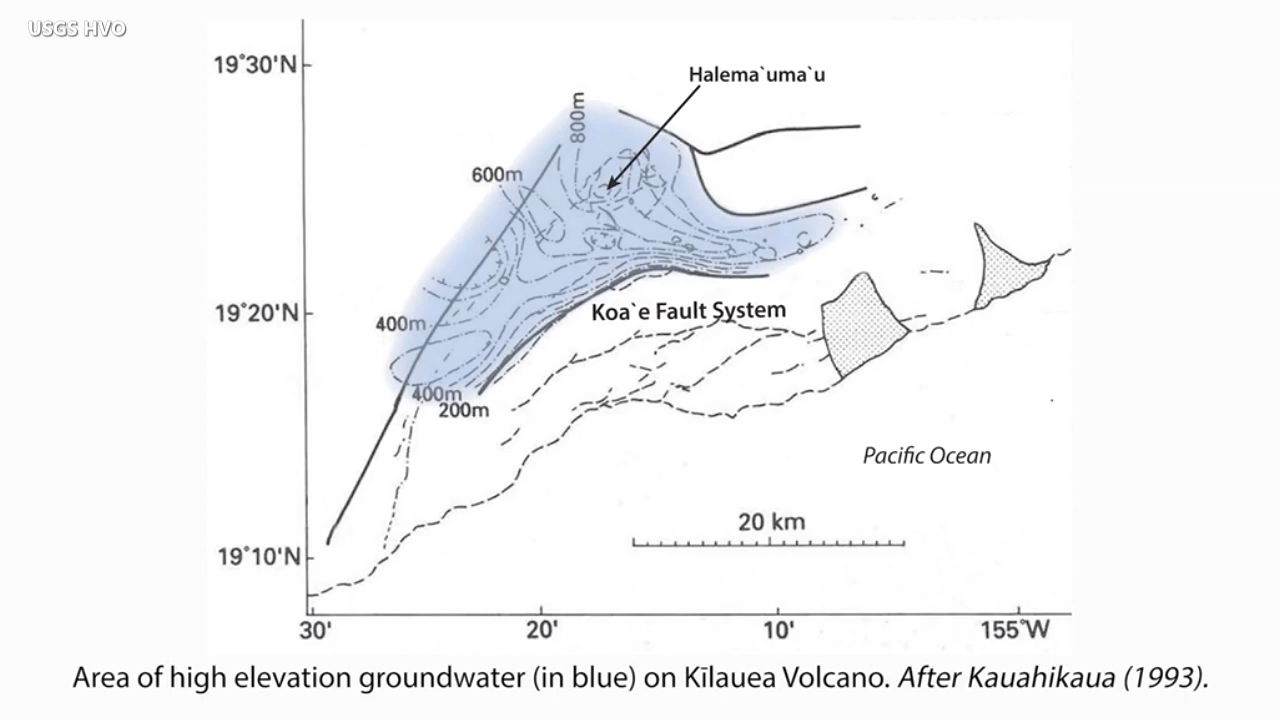 USGS HVO
19°30'N
Halema`uma`u
800m
600m
19°20'N
400m
Koa`e Fault System
400m
200m
Pacific Ocean
20 km
19°10'N
30'
20'
10'
155°W
Area of high elevation groundwater (in blue) on Kīlauea Volcano. After Kauahikaua (1993).